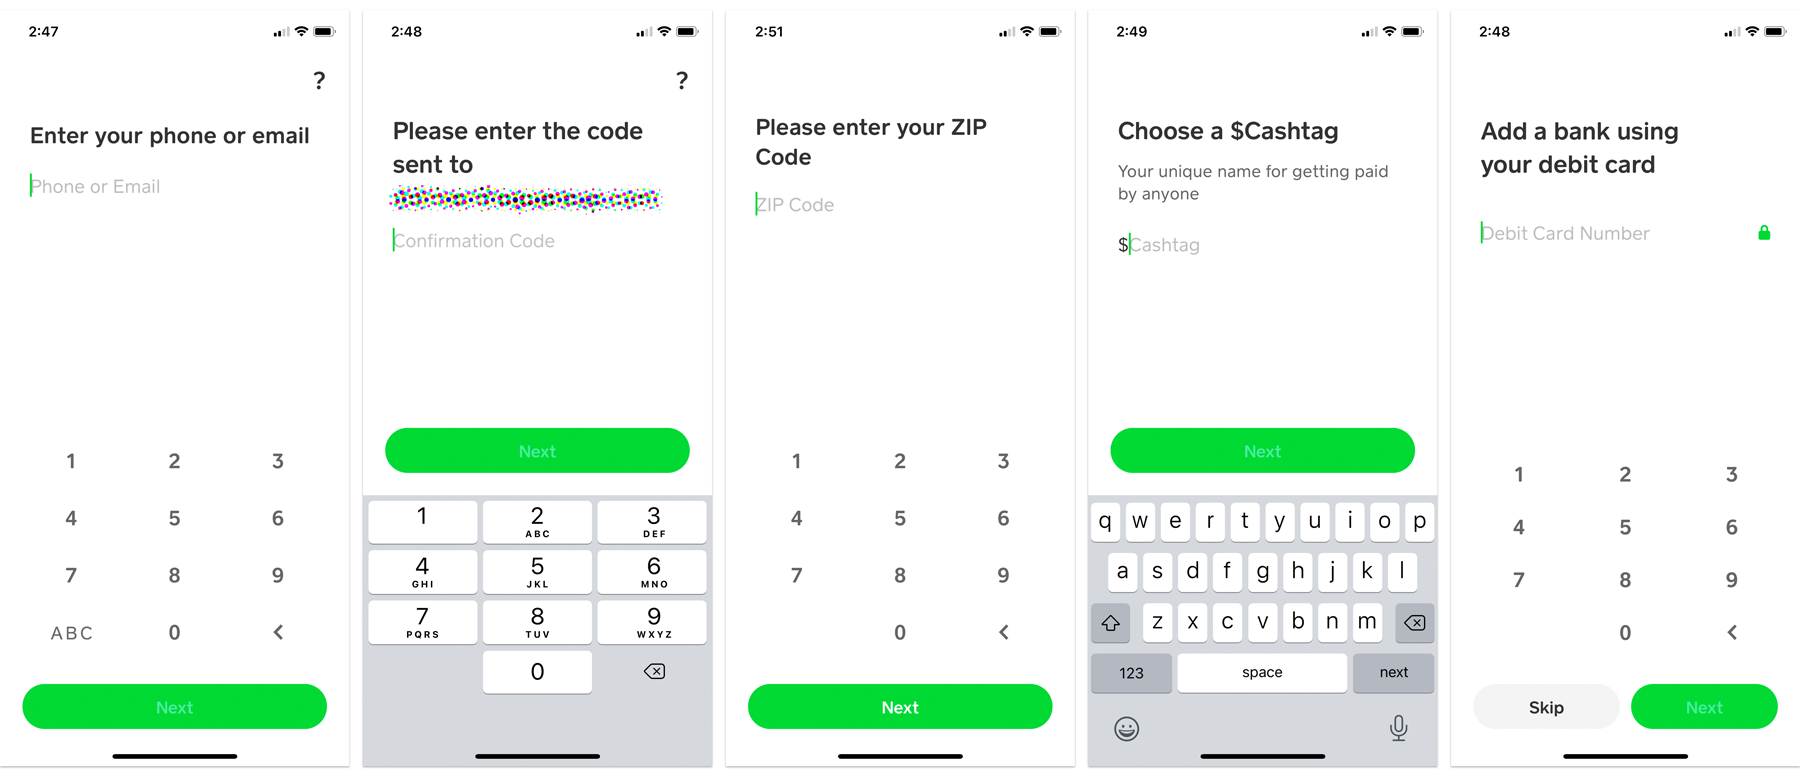 2:47
?
Enter your phone or email
Phone or Email
1 2 3
4 5 6
7 8 9
ABC 0
Next
2:48
?
Please enter the code
sent to
Confirmation Code
Next
1 2 ABC 3 DEF
4 GHI 5 JKL 6 MNO
7 PQRS 8 TUV 9 WXYZ
0
2:51
Please enter your ZIP
Code
ZIP Code
1 2 3
4 5 6
7 8 9
0
Next
2:49
Choose a $Cashtag
Your unique name for getting paid
by anyone
$Cashtag
Next
q w e r t y u i o p
a s d f g h j k l
z x c v b n m
123 space next
2:48
Add a bank using
your debit card
Debit Card Number
1 2 3
4 5 6
7 8 9
0
Skip Next